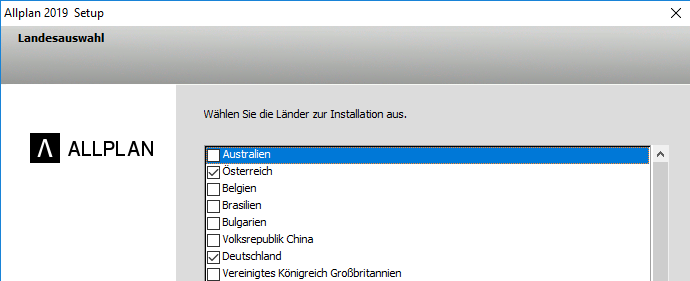 Allplan 2019 Setup
Landesauswahl
Wählen Sie die Länder zur Installation aus.
ALLPLAN
Australien
Österreich
Belgien
Brasilien
Bulgarien
Volksrepublik China
Deutschland
Vereinigtes Königreich Großbritannien